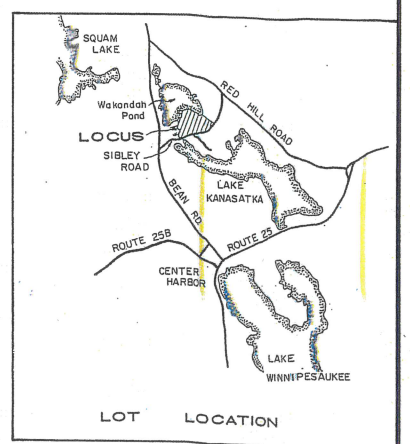 SQUAM
LAKE
Wakondah
Pond
RED HILL ROAD
LOCUS
SIBLEY
ROAD
LAKE
KANASATKA
BEAN RD.
ROUTE 25B
ROUTE 25
CENTER
HARBOR
LAKE
WINNIPESAUKEE
LOT LOCATION